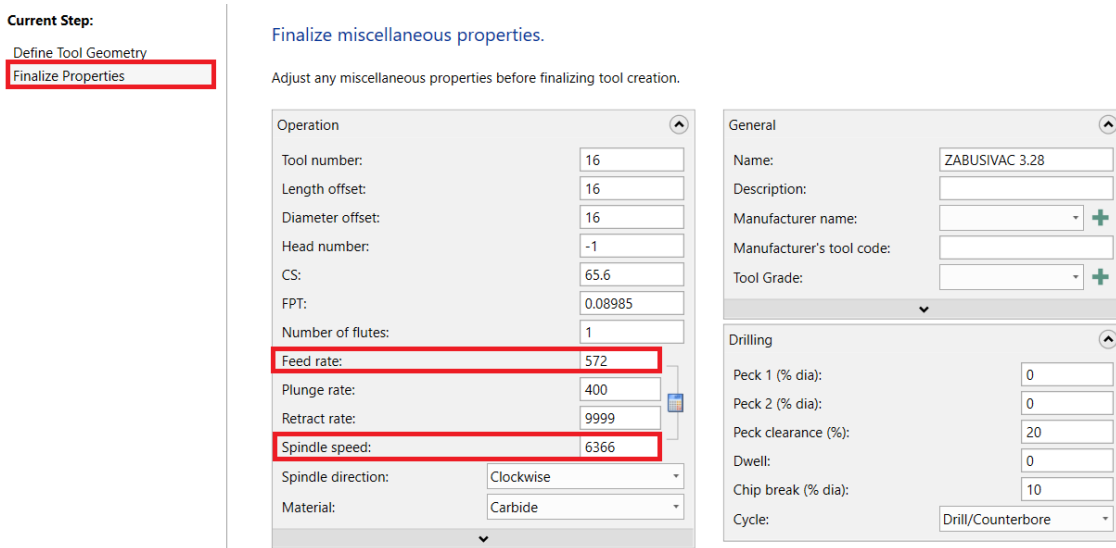 Current Step:
Define Tool Geometry
Finalize Properties
Finalize miscellaneous properties.
Adjust any miscellaneous properties before finalizing tool creation.
Operation
Tool number: 16
Length offset: 16
Diameter offset: 16
Head number: -1
CS: 65.6
FPT: 0.08985
Number of flutes: 1
Feed rate: 572
Plunge rate: 400
Retract rate: 9999
Spindle speed: 6366
Spindle direction: Clockwise
Material: Carbide
General
Name: ZABUSIVAC 3.28
Description:
Manufacturer name:
Manufacturer's tool code:
Tool Grade:
Drilling
Peck 1 (% dia): 0
Peck 2 (% dia): 0
Peck clearance (%): 20
Dwell: 0
Chip break (% dia): 10
Cycle: Drill/Counterbore